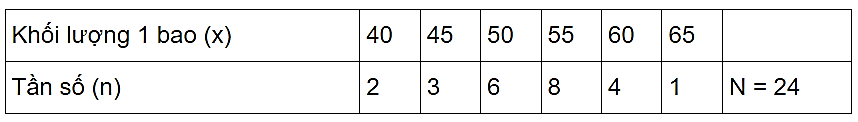 Khối lượng 1 bao (x) 40 45 50 55 60 65
Tần số (n) 2 3 6 8 4 1 N = 24